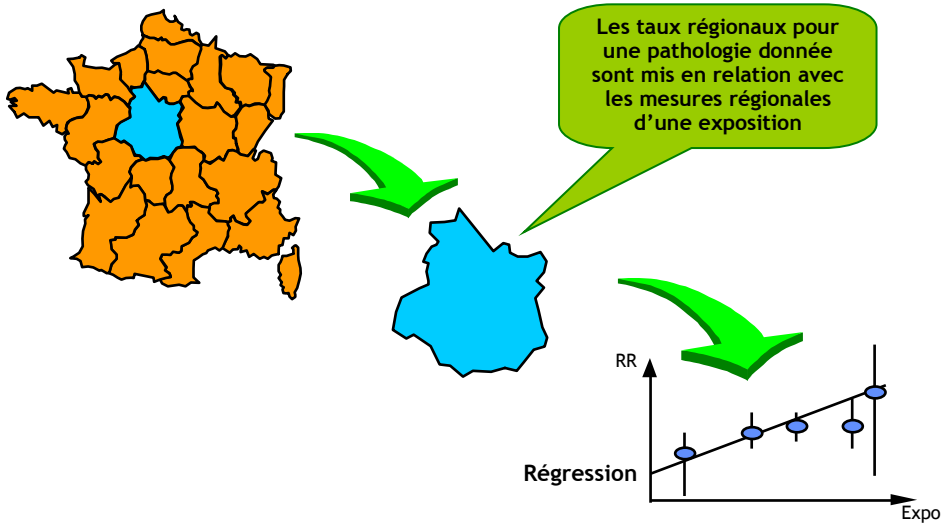 Les taux régionaux pour
une pathologie donnée
sont mis en relation avec
les mesures régionales
d’une exposition
RR
Régression
Expo